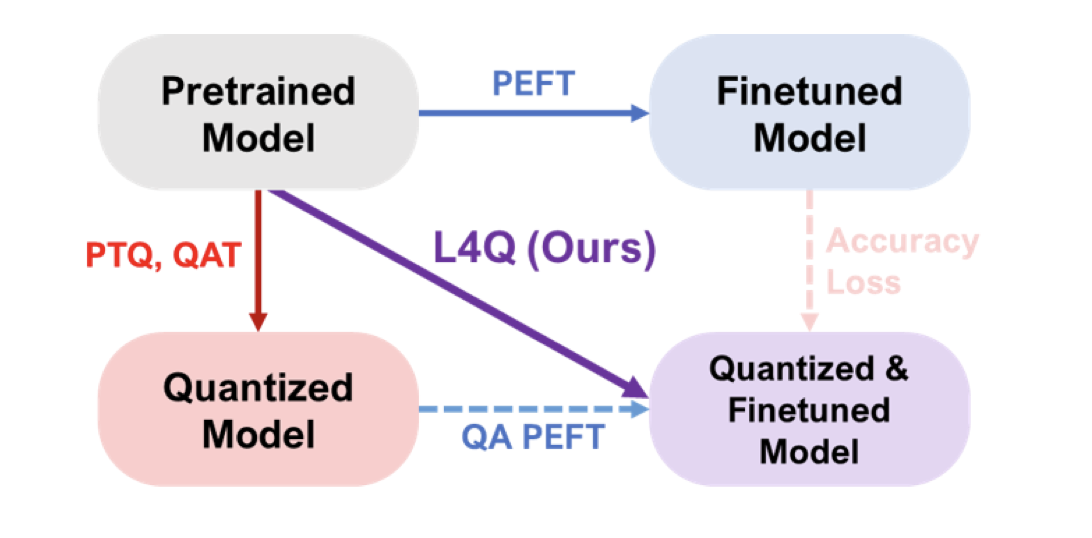 Pretrained
Model
PEFT
Finetuned
Model
PTQ, QAT
L4Q (Ours)
Accuracy
Loss
Quantized
Model
QA PEFT
Quantized &
Finetuned
Model